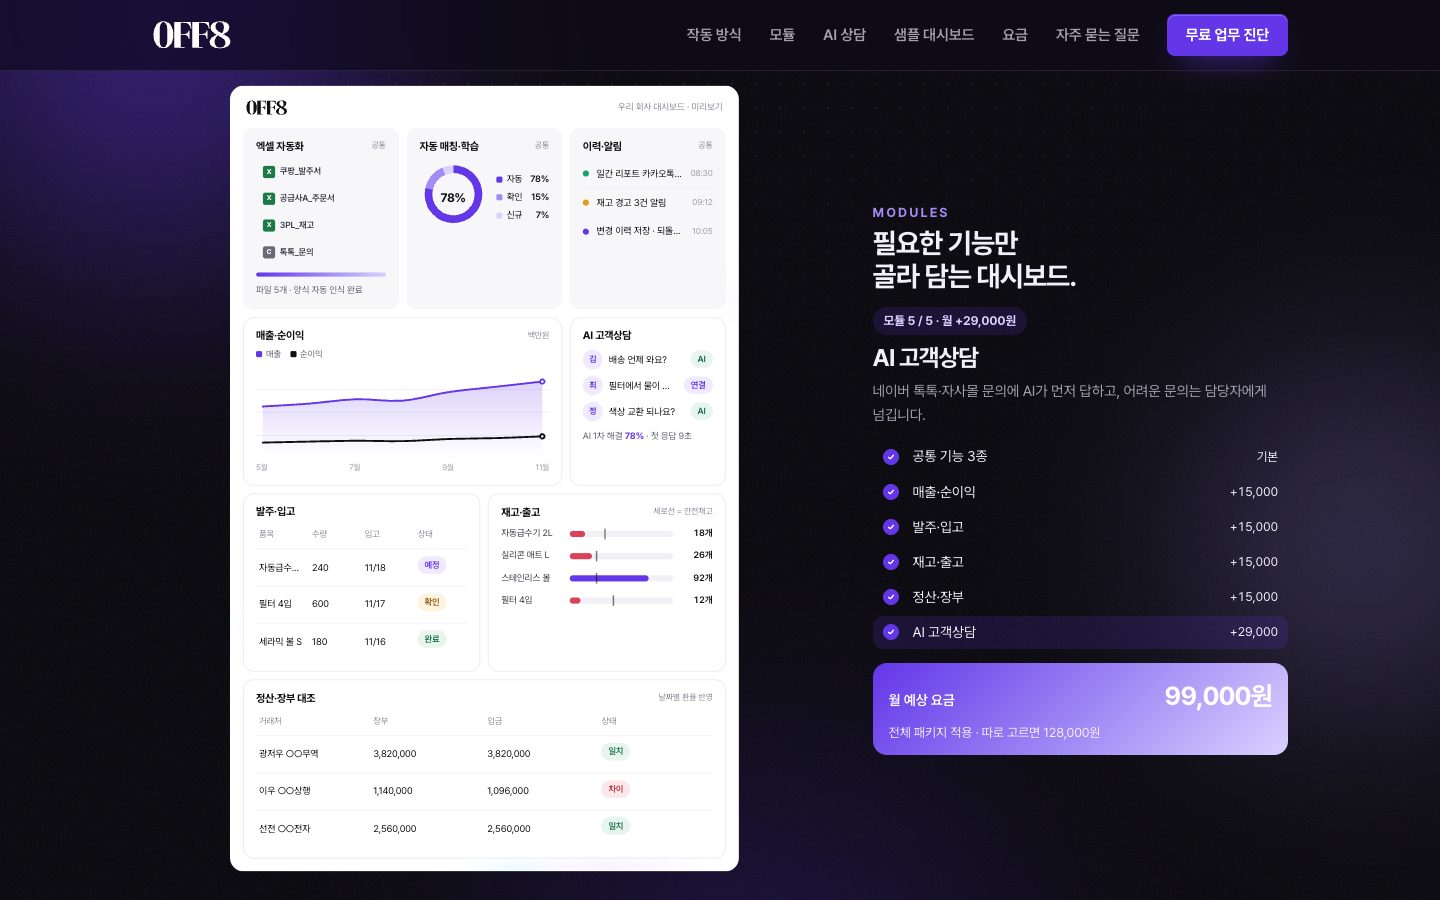 OFF8
작동 방식
모듈
AI 상담
샘플 대시보드
요금
자주 묻는 질문
무료 업무 진단
OFF8
우리 회사 대시보드 · 미리보기
엑셀 자동화
공통
X 쿠팡_발주서
X 공급사A_주문서
X 3PL_재고
C 톡톡_문의
파일 5개 · 양식 자동 인식 완료
자동 매칭·학습
공통
78%
자동 78%
확인 15%
신규 7%
이력·알림
공통
일간 리포트 카카오톡... 08:30
재고 경고 3건 알림 09:12
변경 이력 저장 · 되돌... 10:05
매출·순이익
백만원
매출 순이익
5월 7월 9월 11월
AI 고객상담
김 배송 언제 와요? AI
최 필터에서 물이 ... 연결
정 색상 교환 되나요? AI
AI 1차 해결 78% · 첫 응답 9초
발주·입고
품목 수량 입고 상태
자동급수... 240 11/18 예정
필터 4입 600 11/17 확인
세라믹 볼 S 180 11/16 완료
재고·출고
세로선 = 안전재고
자동급수기 2L 18개
실리콘 매트 L 26개
스테인리스 볼 92개
필터 4입 12개
정산·장부 대조
날짜별 환율 반영
거래처 장부 입금 상태
광저우 ○○무역 3,820,000 3,820,000 일치
이우 ○○상행 1,140,000 1,096,000 차이
선전 ○○전자 2,560,000 2,560,000 일치
MODULES
필요한 기능만
골라 담는 대시보드.
모듈 5 / 5 · 월 +29,000원
AI 고객상담
네이버 톡톡·자사몰 문의에 AI가 먼저 답하고, 어려운 문의는 담당자에게
넘깁니다.
공통 기능 3종 기본
매출·순이익 +15,000
발주·입고 +15,000
재고·출고 +15,000
정산·장부 +15,000
AI 고객상담 +29,000
월 예상 요금 99,000원
전체 패키지 적용 · 따로 고르면 128,000원